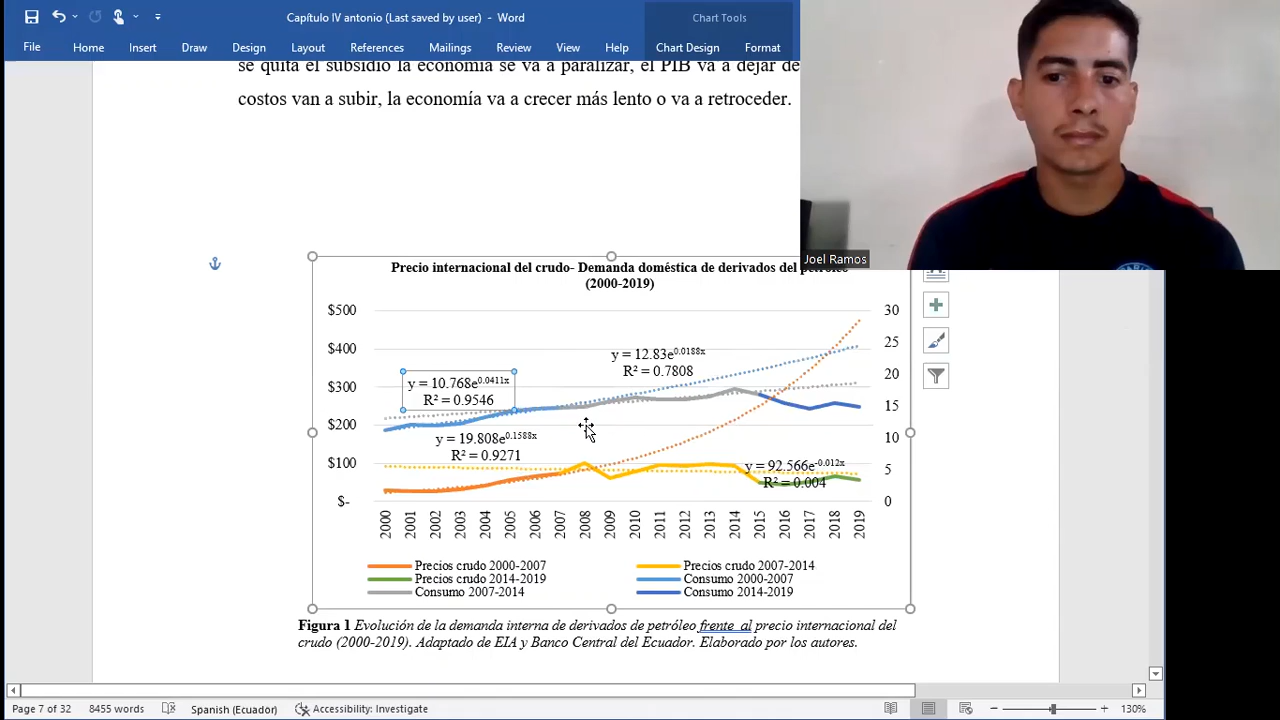 Capítulo IV antonio (Last saved by user) - Word
Chart Tools
File Home Insert Draw Design Layout References Mailings Review View Help Chart Design Format
se quita el subsidio la economía se va a paralizar, el PIB va a dejar de
costos van a subir, la economía va a crecer más lento o va a retroceder.
Joel Ramos
Precio internacional del crudo- Demanda doméstica de derivados del petróleo
(2000-2019)
$500 30
$400 25
$300 20
$200 15
$100 10
$- 5
0
y = 12.83e^0.0188x
R² = 0.7808
y = 10.768e^0.0411x
R² = 0.9546
y = 19.808e^0.1588x
R² = 0.9271
y = 92.566e^-0.012x
R² = 0.004
2000 2001 2002 2003 2004 2005 2006 2007 2008 2009 2010 2011 2012 2013 2014 2015 2016 2017 2018 2019
Precios crudo 2000-2007 Precios crudo 2007-2014
Precios crudo 2014-2019 Consumo 2000-2007
Consumo 2007-2014 Consumo 2014-2019
Figura 1 Evolución de la demanda interna de derivados de petróleo frente al precio internacional del
crudo (2000-2019). Adaptado de EIA y Banco Central del Ecuador. Elaborado por los autores.
Page 7 of 32 8455 words Spanish (Ecuador) Accessibility: Investigate 130%